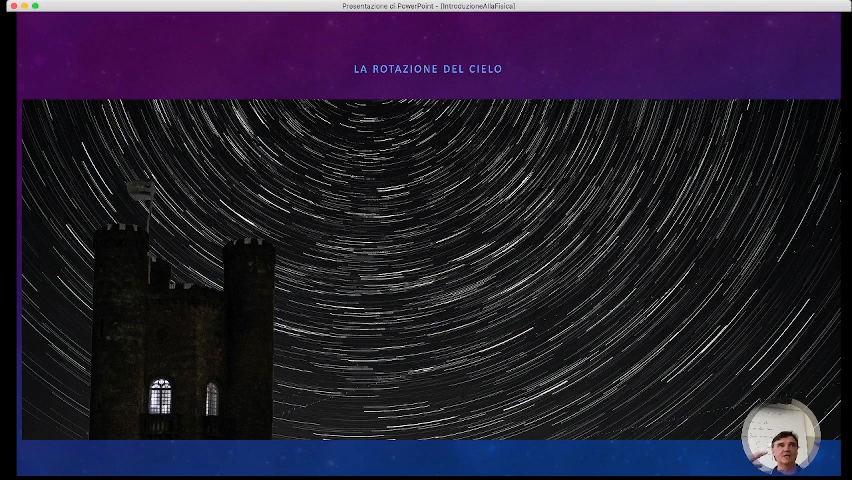 Presentazione di PowerPoint - [IntroduzioneAllaFisica]
LA ROTAZIONE DEL CIELO